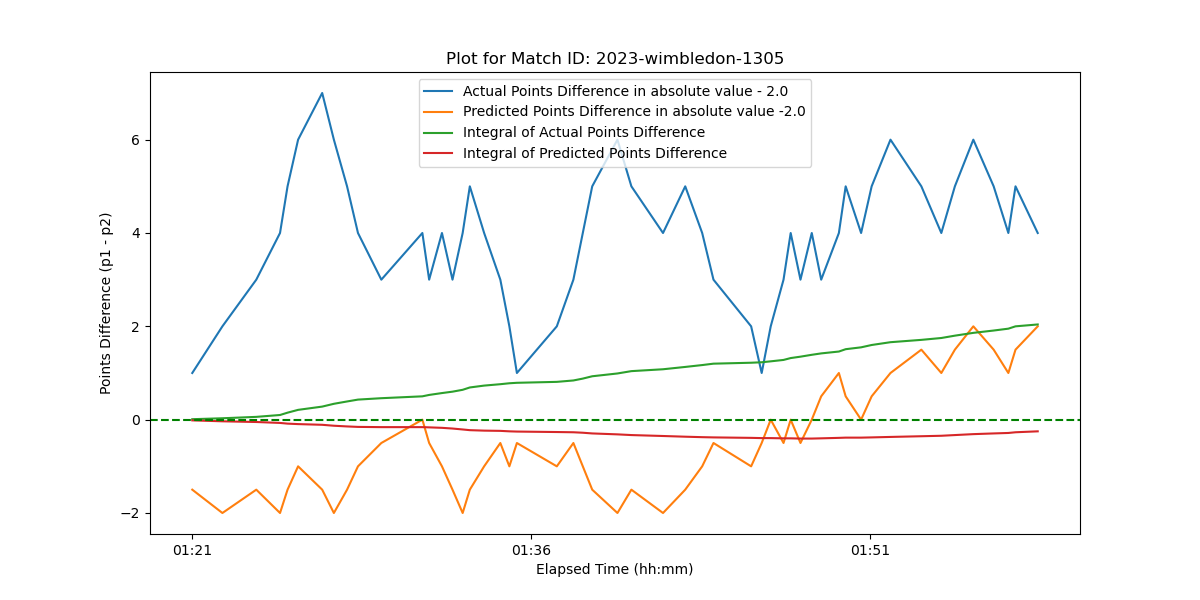 Plot for Match ID: 2023-wimbledon-1305
Actual Points Difference in absolute value - 2.0
Predicted Points Difference in absolute value -2.0
Integral of Actual Points Difference
Integral of Predicted Points Difference
Points Difference (p1 - p2)
6
4
2
0
−2
01:21 01:36 01:51
Elapsed Time (hh:mm)